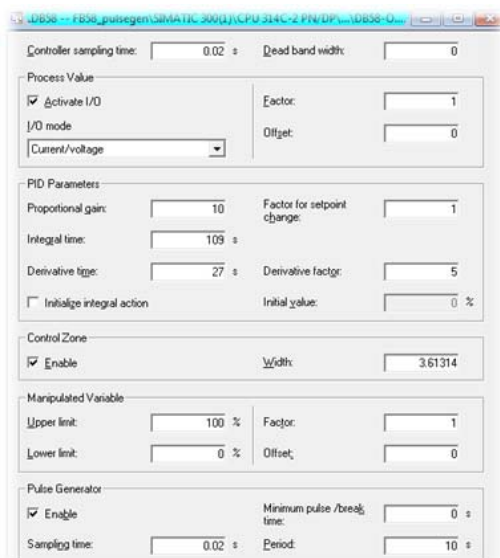 .DB58 -- FB58_pulsegen\SIMATIC 300(1)\CPU 314C-2 PN/DP\...\DB58-O....
Controller sampling time: 0.02 s Dead band width: 0
Process Value
Activate I/O Factor: 1
I/O mode Offset: 0
Current/voltage
PID Parameters
Proportional gain: 10 Factor for setpoint change: 1
Integral time: 109 s
Derivative time: 27 s Derivative factor: 5
Initialize integral action Initial value: 0 %
Control Zone
Enable Width: 3.61314
Manipulated Variable
Upper limit: 100 % Factor: 1
Lower limit: 0 % Offset: 0
Pulse Generator
Enable Minimum pulse /break time: 0 s
Sampling time: 0.02 s Period: 10 s